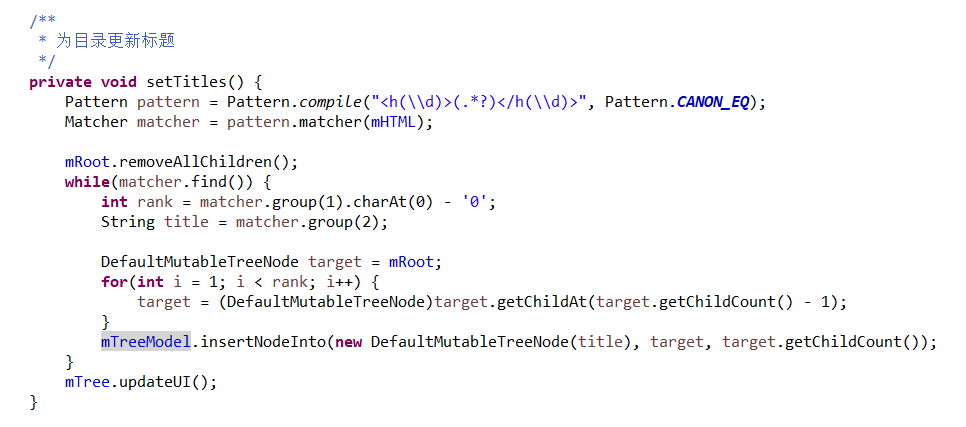 /**
 * 为目录更新标题
 */
private void setTitles() {
    Pattern pattern = Pattern.compile("<h(\\d)>(.*?)</h(\\d)>", Pattern.CANON_EQ);
    Matcher matcher = pattern.matcher(mHTML);

    mRoot.removeAllChildren();
    while(matcher.find()) {
        int rank = matcher.group(1).charAt(0) - '0';
        String title = matcher.group(2);

        DefaultMutableTreeNode target = mRoot;
        for(int i = 1; i < rank; i++) {
            target = (DefaultMutableTreeNode)target.getChildAt(target.getChildCount() - 1);
        }
        mTreeModel.insertNodeInto(new DefaultMutableTreeNode(title), target, target.getChildCount());
    }
    mTree.updateUI();
}